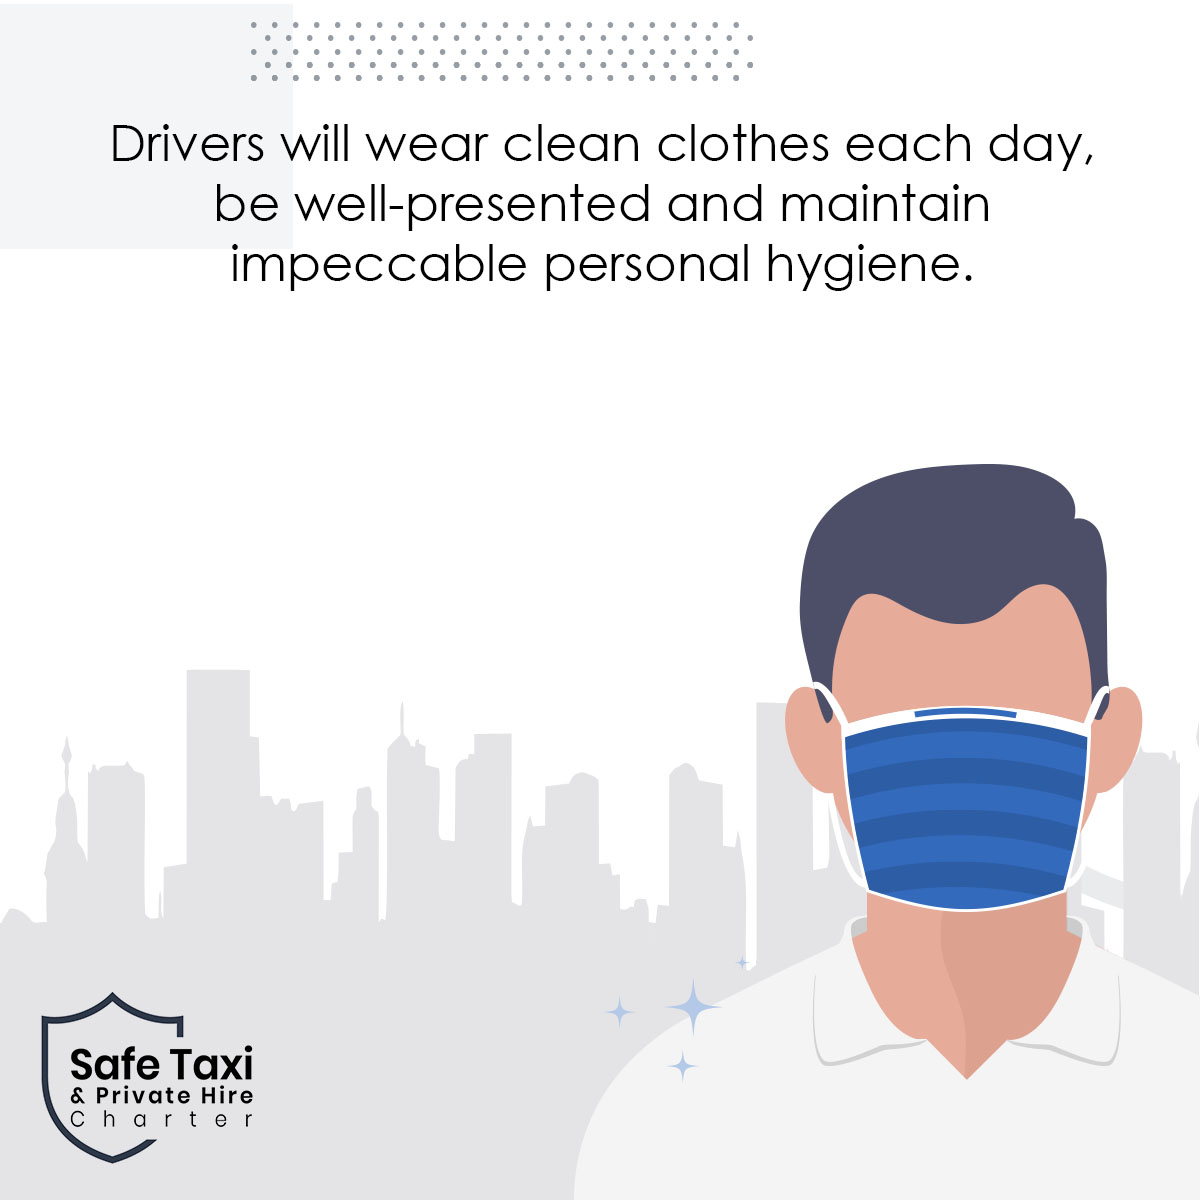 Drivers will wear clean clothes each day,
be well-presented and maintain
impeccable personal hygiene.
Safe Taxi
& Private Hire
Charter